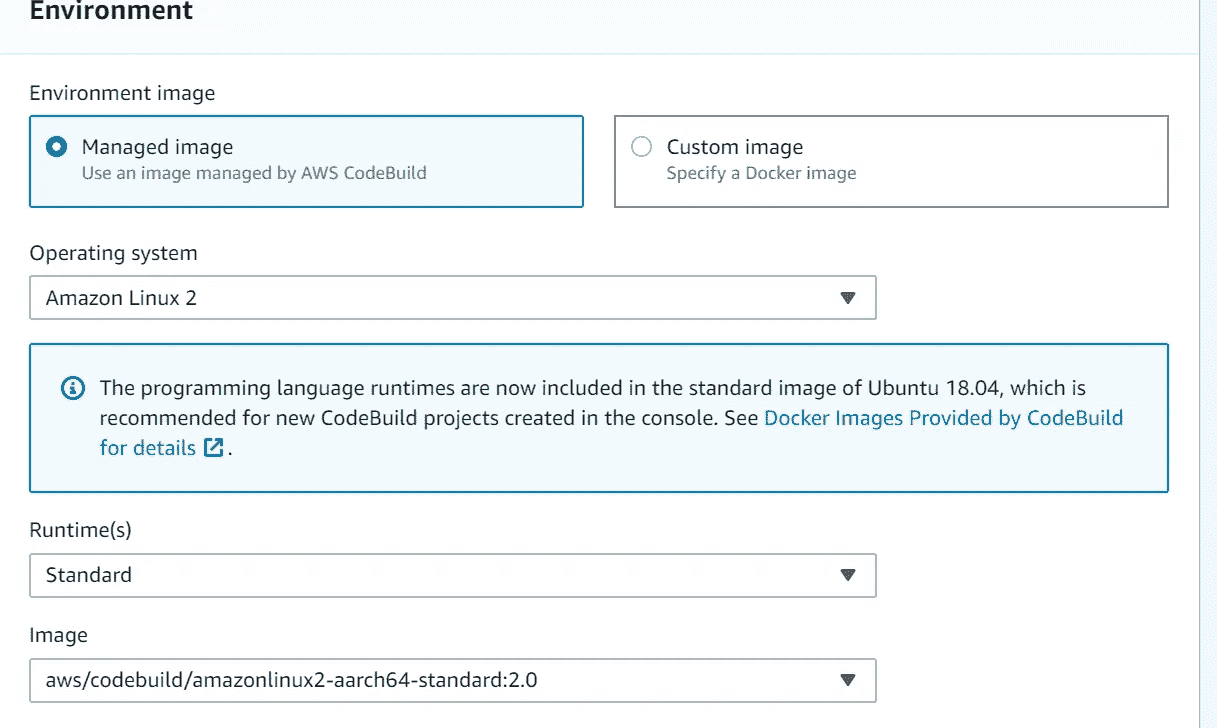 Environment
Environment image
Managed image
Use an image managed by AWS CodeBuild
Custom image
Specify a Docker image
Operating system
Amazon Linux 2
The programming language runtimes are now included in the standard image of Ubuntu 18.04, which is
recommended for new CodeBuild projects created in the console. See Docker Images Provided by CodeBuild
for details .
Runtime(s)
Standard
Image
aws/codebuild/amazonlinux2-aarch64-standard:2.0